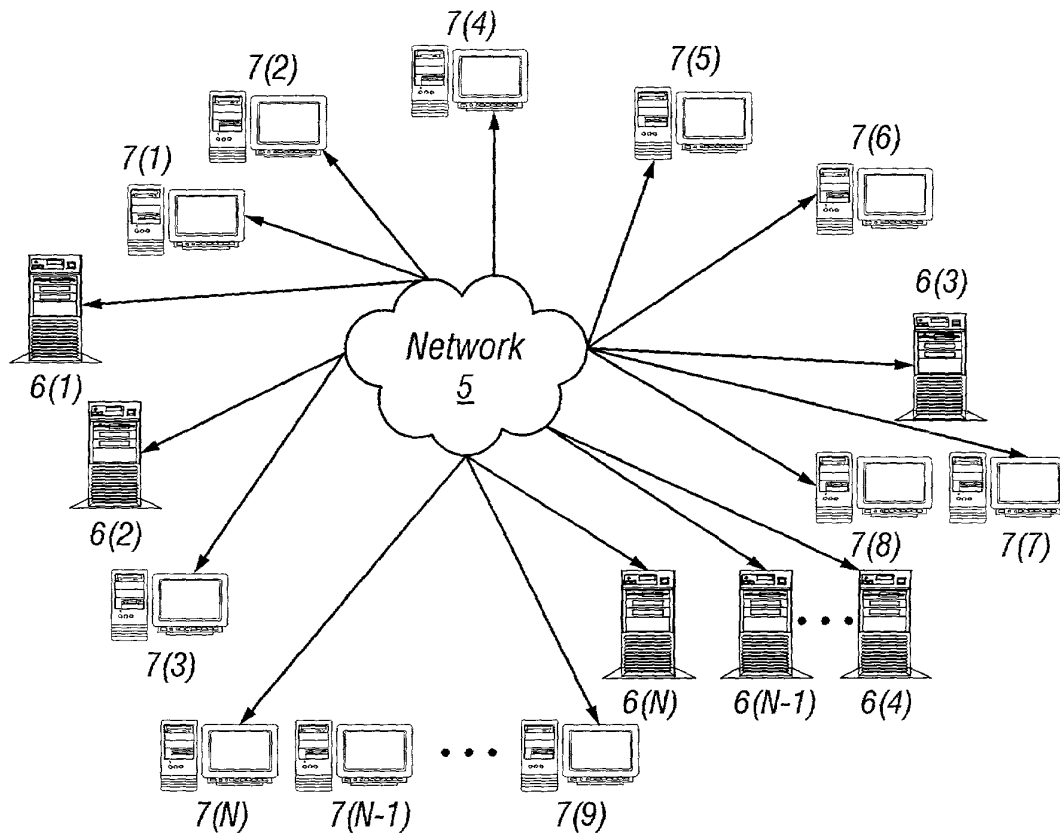 7(4)
7(2)
7(5)
7(1)
7(6)
6(3)
Network
5
6(1)
6(2)
7(8)
7(7)
7(3)
6(N)
6(N-1)
6(4)
7(N)
7(N-1)
7(9)